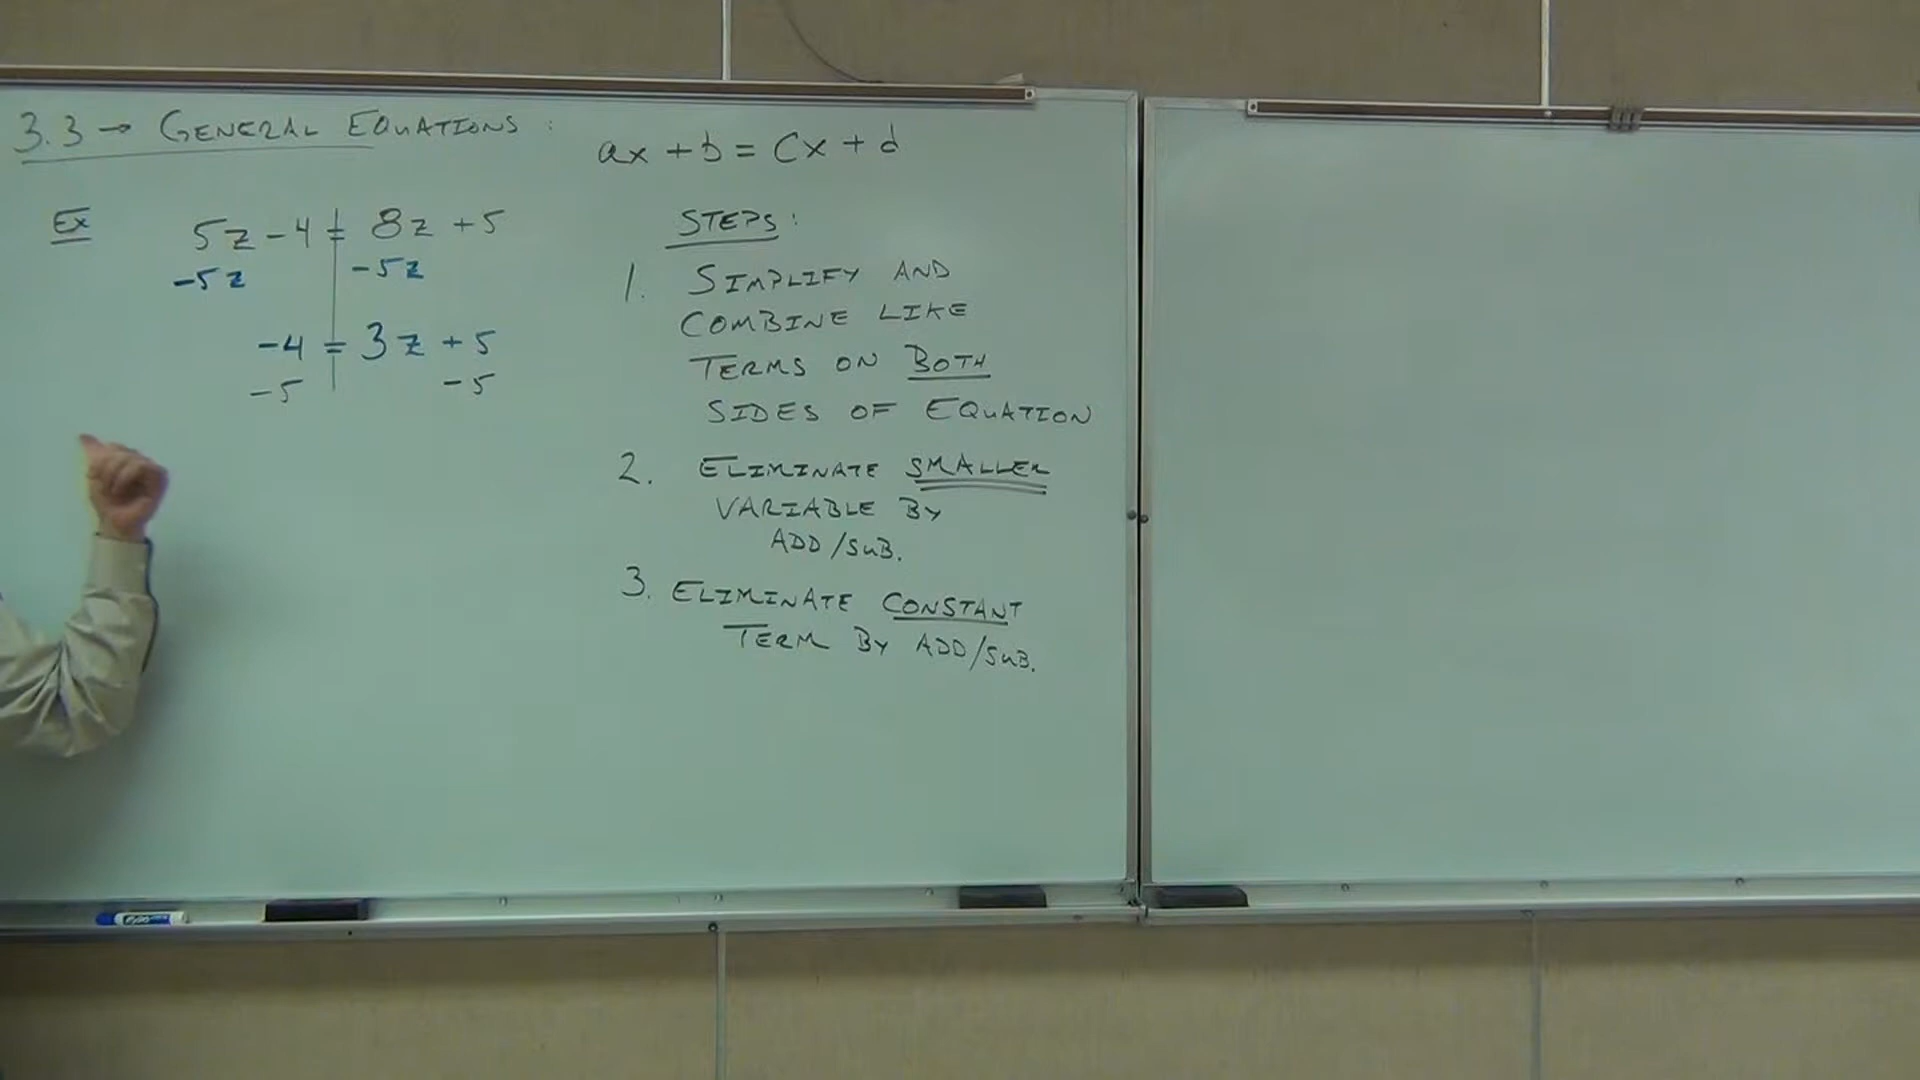 3.3 → GENERAL EQUATIONS :
ax + b = cx + d
Ex
5z - 4 = 8z + 5
-5z -5z
-4 = 3z + 5
-5 -5
STEPS:
1. SIMPLIFY AND
COMBINE LIKE
TERMS ON BOTH
SIDES OF EQUATION
2. ELIMINATE SMALLER
VARIABLE BY
ADD/SUB.
3. ELIMINATE CONSTANT
TERM BY ADD/SUB.